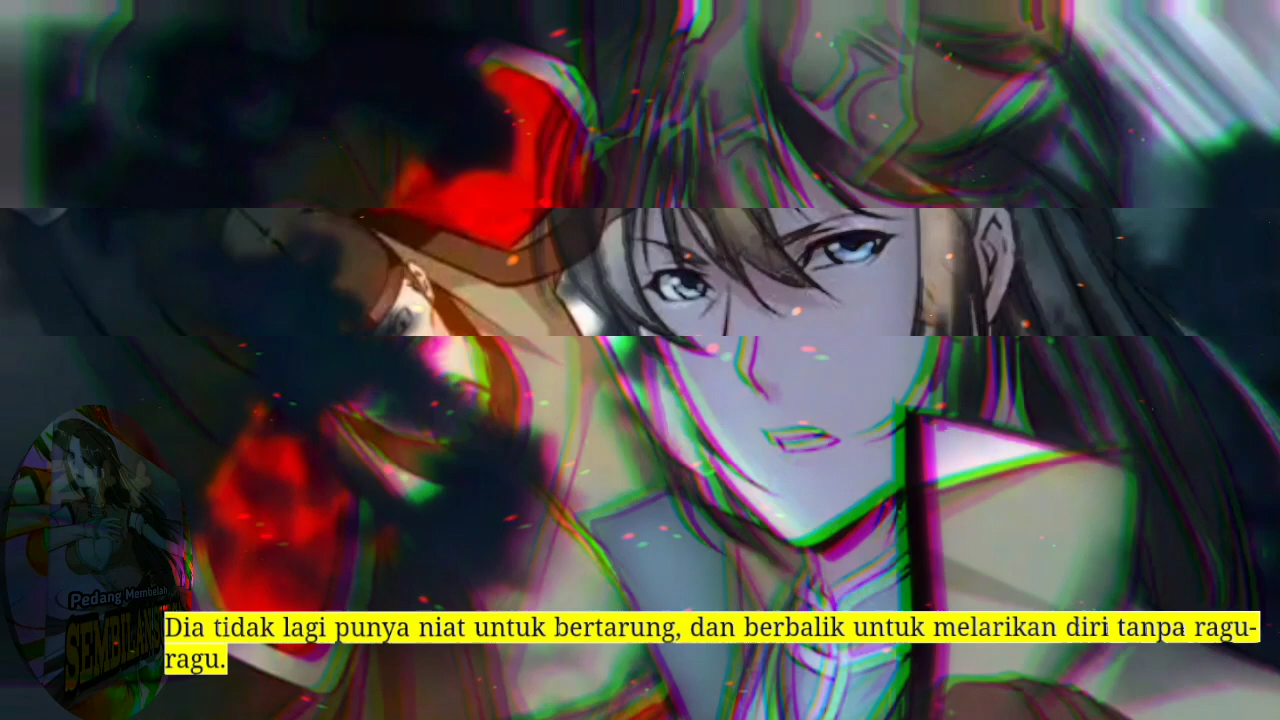 Pedang Membelah
SEMBILAN
Dia tidak lagi punya niat untuk bertarung, dan berbalik untuk melarikan diri tanpa ragu-
ragu.